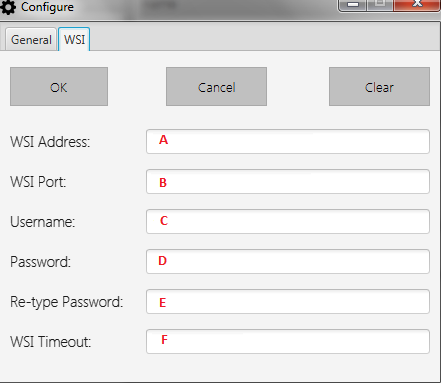 Configure
General WSI
OK Cancel Clear
WSI Address: A
WSI Port: B
Username: C
Password: D
Re-type Password: E
WSI Timeout: F